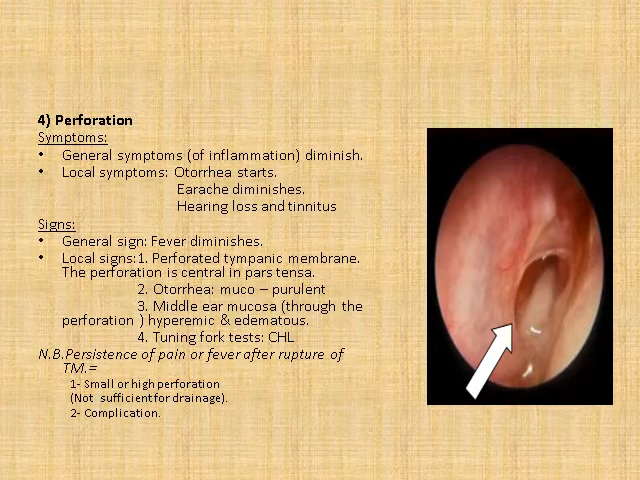 4) Perforation
Symptoms:
• General symptoms (of inflammation) diminish.
• Local symptoms: Otorrhea starts.
Earache diminishes.
Hearing loss and tinnitus
Signs:
• General sign: Fever diminishes.
• Local signs:1. Perforated tympanic membrane.
The perforation is central in pars tensa.
2. Otorrhea: muco – purulent
3. Middle ear mucosa (through the
perforation ) hyperemic & edematous.
4. Tuning fork tests: CHL
N.B.Persistence of pain or fever after rupture of
TM.=
1- Small or high perforation
(Not sufficient for drainage).
2- Complication.